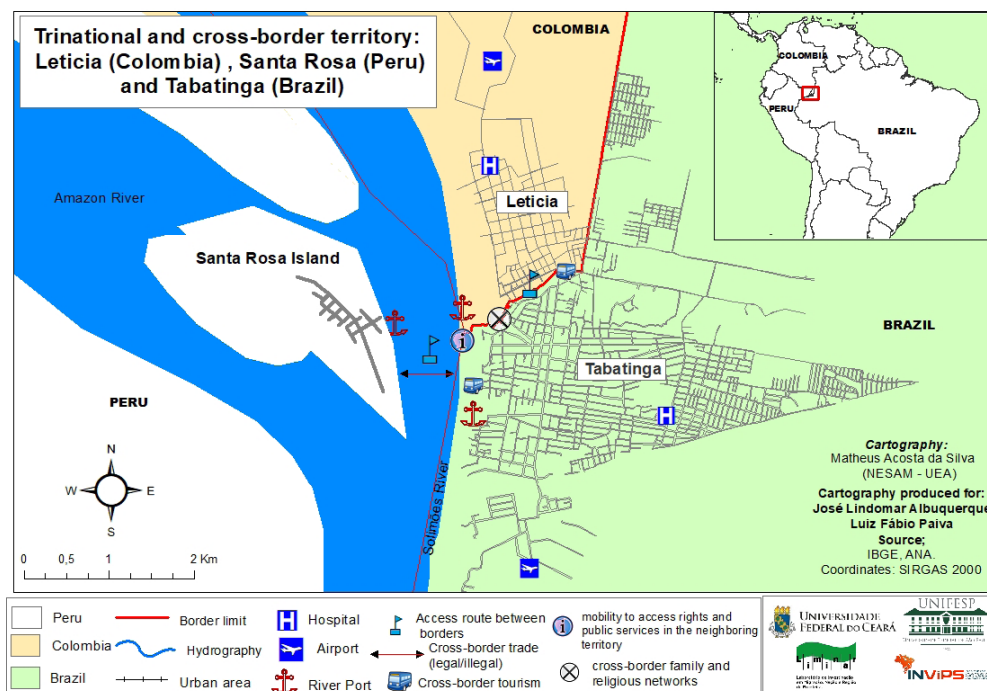 Trinational and cross-border territory:
Leticia (Colombia) , Santa Rosa (Peru)
and Tabatinga (Brazil)
COLOMBIA
COLOMBIA
PERU
BRAZIL
Amazon River
Leticia
Santa Rosa Island
BRAZIL
Tabatinga
PERU
Solimões River
N
W
E
S
0 0,5 1 2 Km
Cartography:
Matheus Acosta da Silva
(NESAM - UEA)
Cartography produced for:
José Lindomar Albuquerque
Luiz Fábio Paiva
Source;
IBGE, ANA.
Coordinates: SIRGAS 2000
Peru
Colombia
Brazil
Border limit
Hydrography
Urban area
H Hospital
Airport
River Port
Access route between
borders
Cross-border trade
(legal/illegal)
Cross-border tourism
i mobility to access rights and
public services in the neighboring
territory
cross-border family and
religious networks
UNIVERSIDADE
FEDERAL DO CEARÁ
UNIFESP
Liminar
INViPS